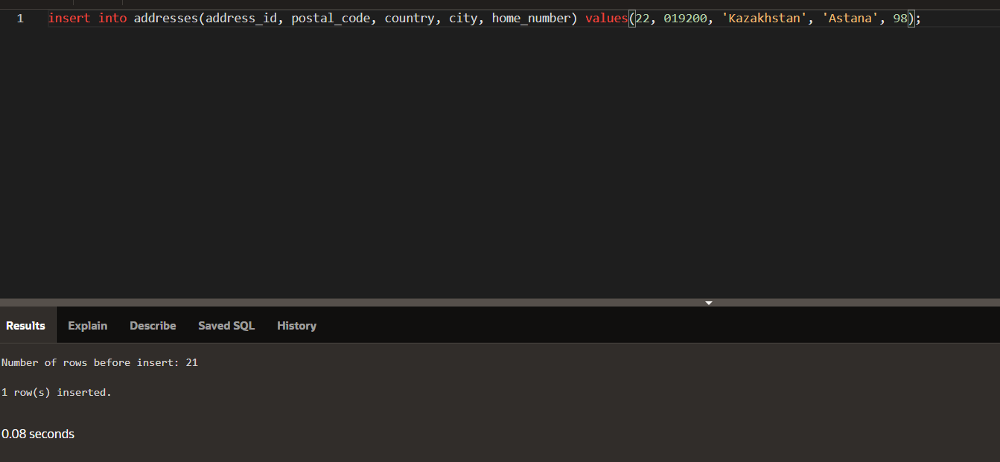 1 insert into addresses(address_id, postal_code, country, city, home_number) values(22, 019200, 'Kazakhstan', 'Astana', 98);
Results Explain Describe Saved SQL History
Number of rows before insert: 21
1 row(s) inserted.
0.08 seconds